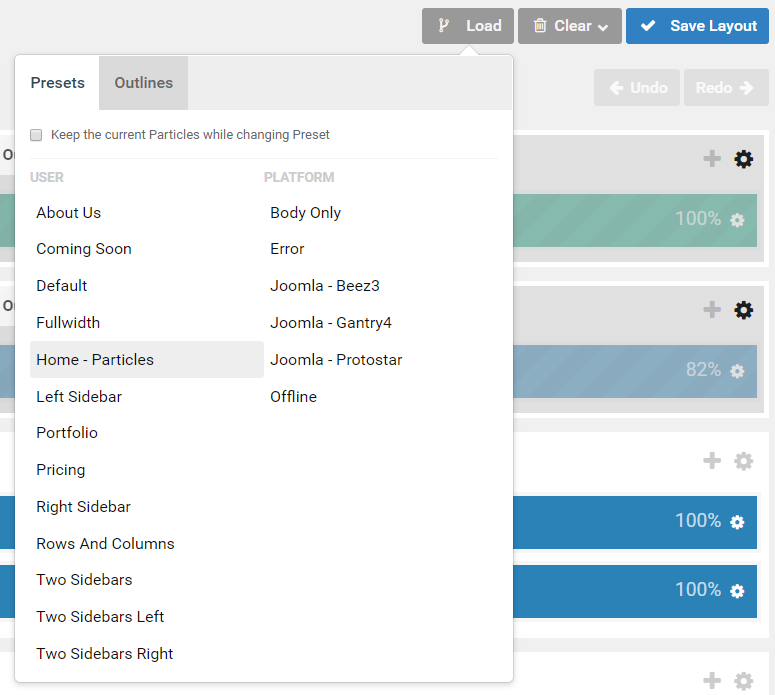 Load Clear Save Layout
Presets Outlines
Undo Redo
Keep the current Particles while changing Preset
USER PLATFORM
About Us Body Only
100%
Coming Soon Error
Default Joomla - Beez3
Fullwidth Joomla - Gantry4
Home - Particles Joomla - Protostar
82%
Left Sidebar Offline
Portfolio
Pricing
Right Sidebar
100%
Rows And Columns
Two Sidebars
100%
Two Sidebars Left
Two Sidebars Right